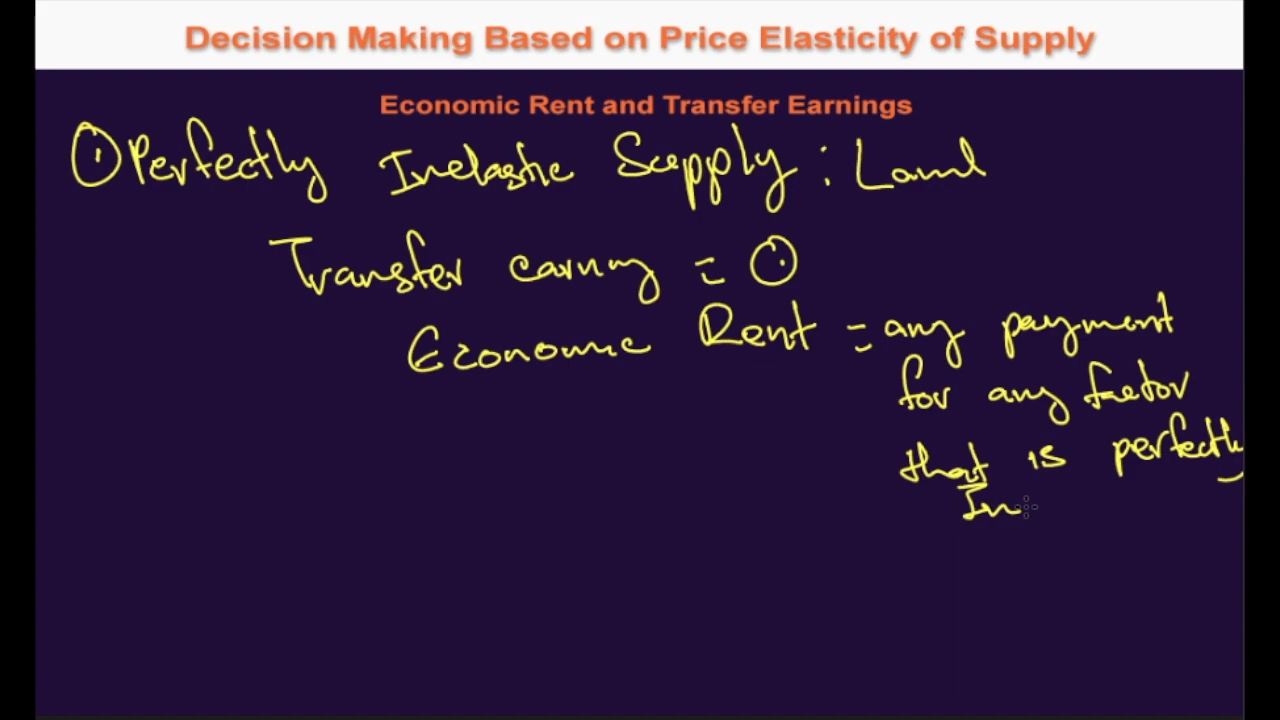 Decision Making Based on Price Elasticity of Supply
Economic Rent and Transfer Earnings
① Perfectly Inelastic Supply : Land
Transfer earning = 0
Economic Rent = any payment
for any factor
that is perfectly
In